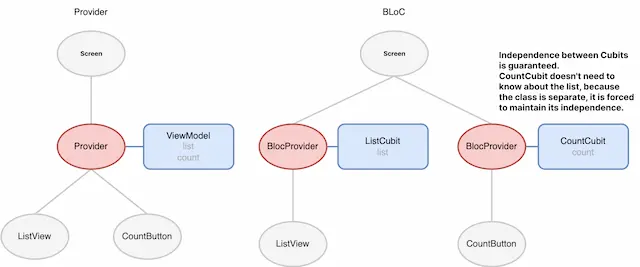 Provider
BLoC
Screen
Screen
Independence between Cubits
is guaranteed.
CountCubit doesn't need to
know about the list, because
the class is separate, it is forced
to maintain its independence.
Provider
ViewModel
list
count
BlocProvider
ListCubit
list
BlocProvider
CountCubit
count
ListView
CountButton
ListView
CountButton